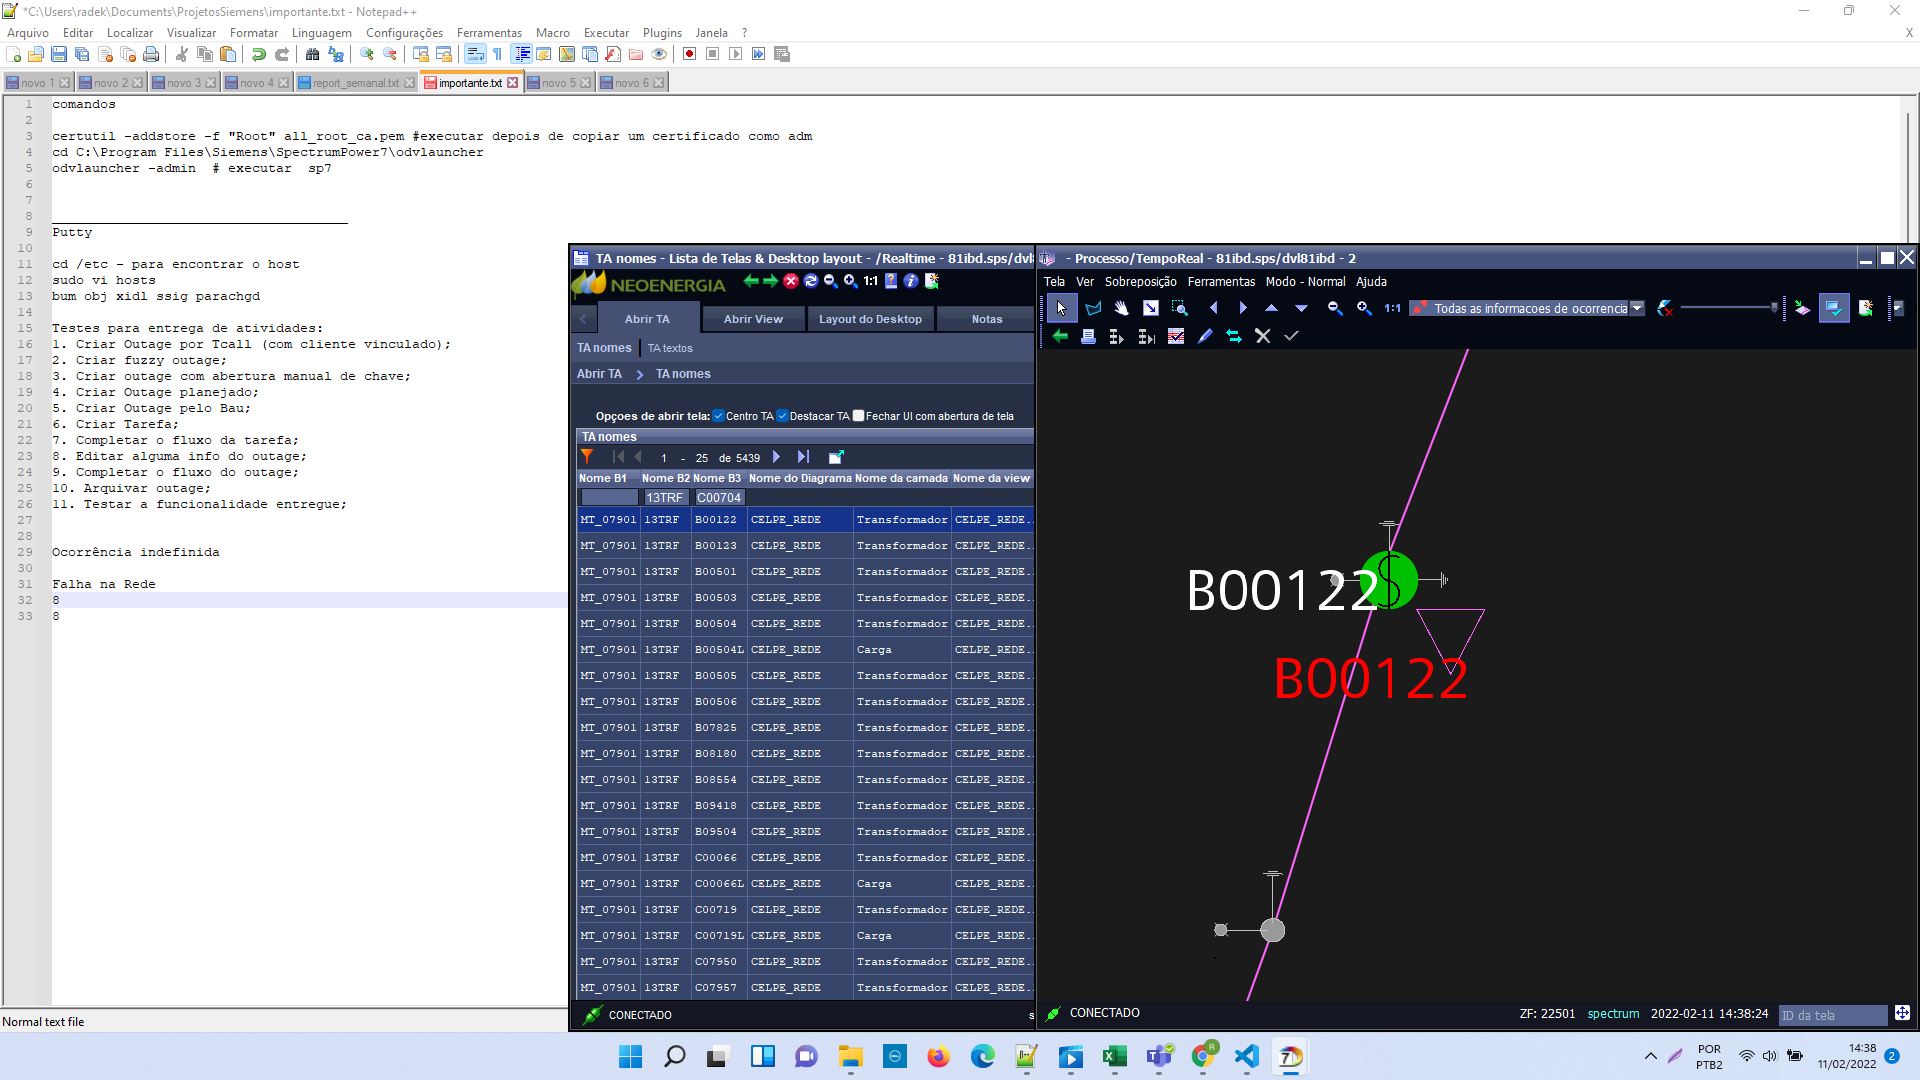 *C:\Users\radek\Documents\ProjetosSiemens\importante.txt - Notepad++
Arquivo Editar Localizar Visualizar Formatar Linguagem Configurações Ferramentas Macro Executar Plugins Janela ? X
novo 1 novo 2 novo 3 novo 4 report_semanal.txt importante.txt novo 5 novo 6
1 comandos
2
3 certutil -addstore -f "Root" all_root_ca.pem #executar depois de copiar um certificado como adm
4 cd C:\Program Files\Siemens\SpectrumPower7\odvlauncher
5 odvlauncher -admin # executar sp7
6
7
8
9 Putty
10
11 cd /etc - para encontrar o host
12 sudo vi hosts
13 bum obj xidl ssig parachgd
14
15 Testes para entrega de atividades:
16 1. Criar Outage por Tcall (com cliente vinculado);
17 2. Criar fuzzy outage;
18 3. Criar outage com abertura manual de chave;
19 4. Criar Outage planejado;
20 5. Criar Outage pelo Bau;
21 6. Criar Tarefa;
22 7. Completar o fluxo da tarefa;
23 8. Editar alguma info do outage;
24 9. Completar o fluxo do outage;
25 10. Arquivar outage;
26 11. Testar a funcionalidade entregue;
27
28
29 Ocorrência indefinida
30
31 Falha na Rede
32 8
33 8
Normal text file
TA nomes - Lista de Telas & Desktop layout - /Realtime - 81ibd.sps/dvl8
NEOENERGIA 1:1
Abrir TA Abrir View Layout do Desktop Notas
TA nomes TA textos
Abrir TA > TA nomes
Opçoes de abrir tela: Centro TA Destacar TA Fechar UI com abertura de tela
TA nomes
1 - 25 de 5439
Nome B1 Nome B2 Nome B3 Nome do Diagrama Nome da camada Nome da view
13TRF C00704
MT_07901 13TRF B00122 CELPE_REDE Transformador CELPE_REDE.
MT_07901 13TRF B00123 CELPE_REDE Transformador CELPE_REDE.
MT_07901 13TRF B00501 CELPE_REDE Transformador CELPE_REDE.
MT_07901 13TRF B00503 CELPE_REDE Transformador CELPE_REDE.
MT_07901 13TRF B00504 CELPE_REDE Transformador CELPE_REDE.
MT_07901 13TRF B00504L CELPE_REDE Carga CELPE_REDE.
MT_07901 13TRF B00505 CELPE_REDE Transformador CELPE_REDE.
MT_07901 13TRF B00506 CELPE_REDE Transformador CELPE_REDE.
MT_07901 13TRF B07825 CELPE_REDE Transformador CELPE_REDE.
MT_07901 13TRF B08180 CELPE_REDE Transformador CELPE_REDE.
MT_07901 13TRF B08554 CELPE_REDE Transformador CELPE_REDE.
MT_07901 13TRF B09418 CELPE_REDE Transformador CELPE_REDE.
MT_07901 13TRF B09504 CELPE_REDE Transformador CELPE_REDE.
MT_07901 13TRF C00066 CELPE_REDE Transformador CELPE_REDE.
MT_07901 13TRF C00066L CELPE_REDE Carga CELPE_REDE.
MT_07901 13TRF C00719 CELPE_REDE Transformador CELPE_REDE.
MT_07901 13TRF C00719L CELPE_REDE Carga CELPE_REDE.
MT_07901 13TRF C07950 CELPE_REDE Transformador CELPE_REDE.
MT_07901 13TRF C07957 CELPE_REDE Transformador CELPE_REDE.
CONECTADO s
- Processo/TempoReal - 81ibd.sps/dvl81ibd - 2
Tela Ver Sobreposição Ferramentas Modo - Normal Ajuda
1:1 Todas as informacoes de ocorrencia
B00122
B00122
CONECTADO ZF: 22501 spectrum 2022-02-11 14:38:24 ID da tela
POR
PTB2
14:38
11/02/2022
2